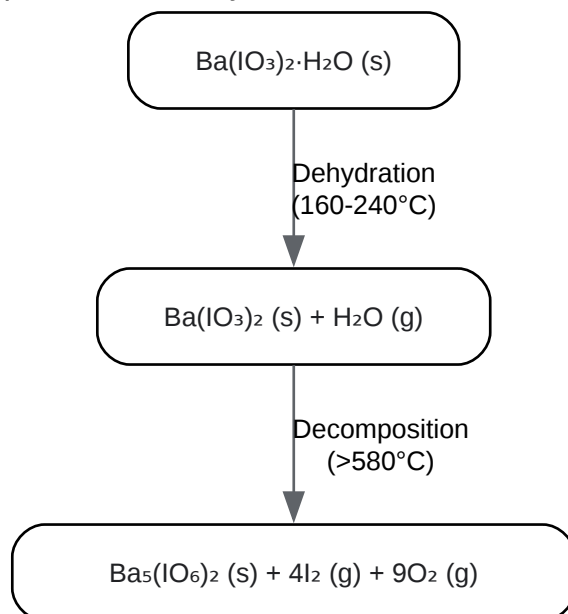 Ba(IO₃)₂·H₂O (s)
Dehydration
(160-240°C)
Ba(IO₃)₂ (s) + H₂O (g)
Decomposition
(>580°C)
Ba₅(IO₆)₂ (s) + 4I₂ (g) + 9O₂ (g)